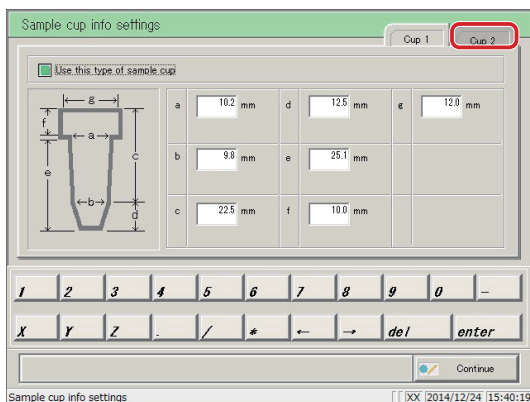 Sample cup info settings
Cup 1
Cup 2
Use this type of sample cup
g
f
a
c
e
b
d
a 10.2 mm d 12.5 mm g 12.0 mm
b 9.8 mm e 25.1 mm
c 22.5 mm f 10.0 mm
1 2 3 4 5 6 7 8 9 0 –
X Y Z . / * ← → del enter
Continue
Sample cup info settings XX 2014/12/24 15:40:19